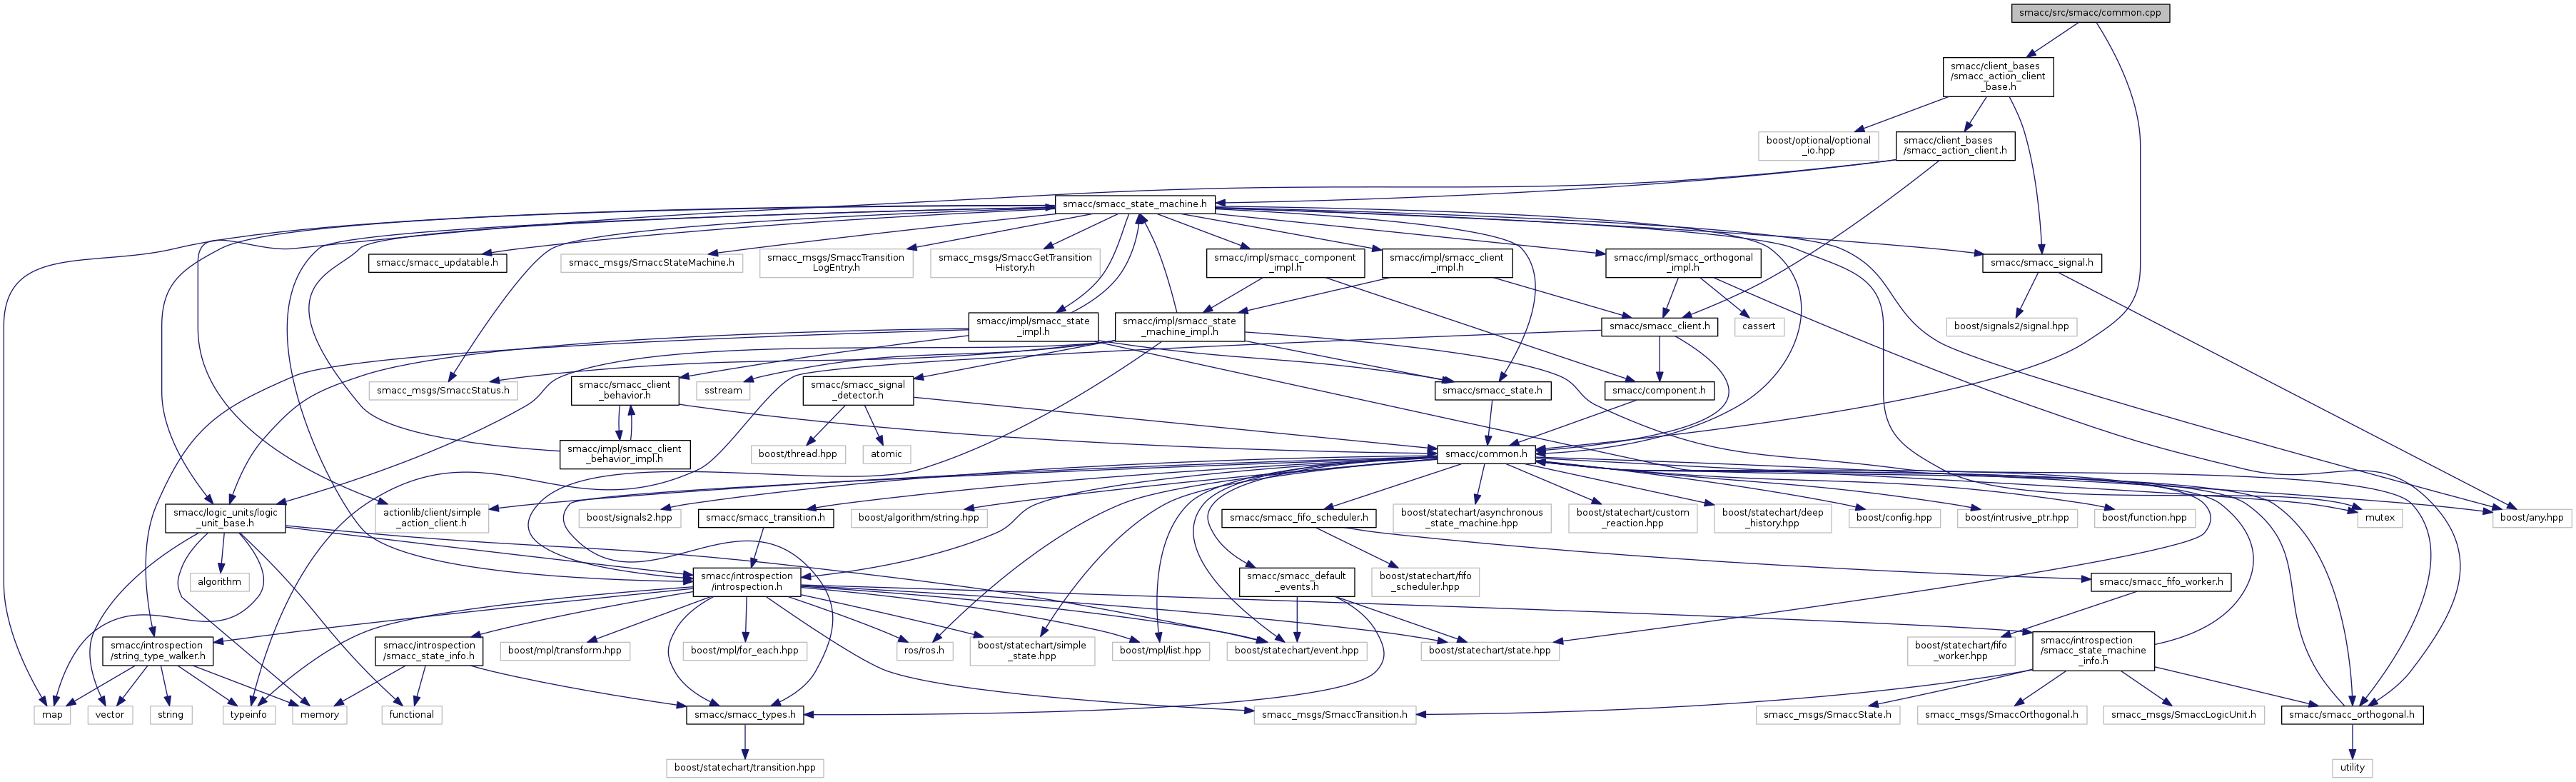 smacc/src/smacc/common.cpp
smacc/client_bases
/smacc_action_client
_base.h
boost/optional/optional
_io.hpp
smacc/client_bases
/smacc_action_client.h
smacc/smacc_state_machine.h
smacc/smacc_updatable.h
smacc_msgs/SmaccStateMachine.h
smacc_msgs/SmaccTransition
LogEntry.h
smacc_msgs/SmaccGetTransition
History.h
smacc/impl/smacc_component
_impl.h
smacc/impl/smacc_client
_impl.h
smacc/impl/smacc_orthogonal
_impl.h
smacc/smacc_signal.h
smacc/impl/smacc_state
_impl.h
smacc/impl/smacc_state
_machine_impl.h
smacc/smacc_client.h
cassert
boost/signals2/signal.hpp
smacc_msgs/SmaccStatus.h
smacc/smacc_client
_behavior.h
sstream
smacc/smacc_signal
_detector.h
smacc/smacc_state.h
smacc/component.h
smacc/impl/smacc_client
_behavior_impl.h
boost/thread.hpp
atomic
smacc/common.h
smacc/logic_units/logic
_unit_base.h
actionlib/client/simple
_action_client.h
boost/signals2.hpp
smacc/smacc_transition.h
boost/algorithm/string.hpp
smacc/smacc_fifo_scheduler.h
boost/statechart/asynchronous
_state_machine.hpp
boost/statechart/custom
_reaction.hpp
boost/statechart/deep
_history.hpp
boost/config.hpp
boost/intrusive_ptr.hpp
boost/function.hpp
mutex
boost/any.hpp
algorithm
smacc/introspection
/introspection.h
smacc/smacc_default
_events.h
boost/statechart/fifo
_scheduler.hpp
smacc/smacc_fifo_worker.h
smacc/introspection
/string_type_walker.h
smacc/introspection
/smacc_state_info.h
boost/mpl/transform.hpp
boost/mpl/for_each.hpp
ros/ros.h
boost/statechart/simple
_state.hpp
boost/mpl/list.hpp
boost/statechart/event.hpp
boost/statechart/state.hpp
boost/statechart/fifo
_worker.hpp
smacc/introspection
/smacc_state_machine
_info.h
map
vector
string
typeinfo
memory
functional
smacc/smacc_types.h
smacc_msgs/SmaccTransition.h
smacc_msgs/SmaccState.h
smacc_msgs/SmaccOrthogonal.h
smacc_msgs/SmaccLogicUnit.h
smacc/smacc_orthogonal.h
boost/statechart/transition.hpp
utility